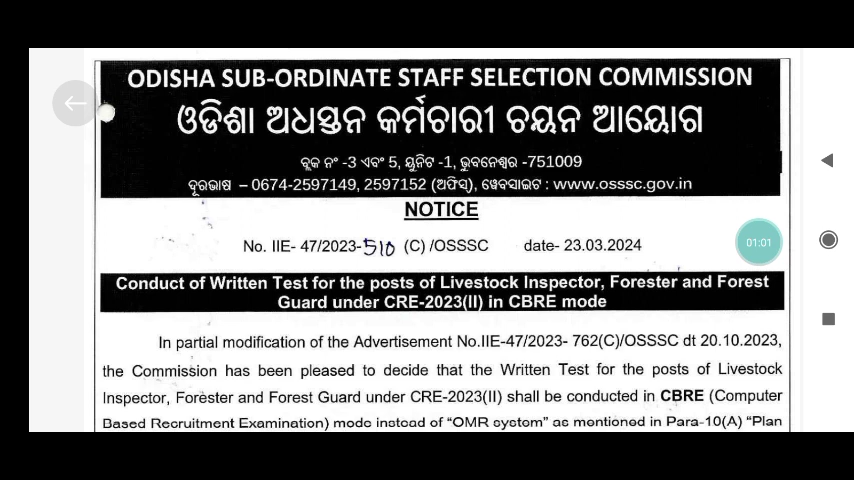 ODISHA SUB-ORDINATE STAFF SELECTION COMMISSION
ଓଡିଶା ଅଧସ୍ତନ କର୍ମଚାରୀ ଚୟନ ଆୟୋଗ
ବ୍ଲକ ନଂ -3 ଏବଂ 5, ୟୁନିଟ -1, ଭୁବନେଶ୍ୱର -751009
ଦୂରଭାଷ – 0674-2597149, 2597152 (ଅଫିସ୍), ୱେବସାଇଟ : www.osssc.gov.in
NOTICE
No. IIE- 47/2023-510 (C) /OSSSC date- 23.03.2024
01:01
Conduct of Written Test for the posts of Livestock Inspector, Forester and Forest
Guard under CRE-2023(II) in CBRE mode
In partial modification of the Advertisement No.IIE-47/2023- 762(C)/OSSSC dt 20.10.2023,
the Commission has been pleased to decide that the Written Test for the posts of Livestock
Inspector, Forester and Forest Guard under CRE-2023(II) shall be conducted in CBRE (Computer
Based Recruitment Examination) mode instead of "OMR system" as mentioned in Para-10(A) "Plan